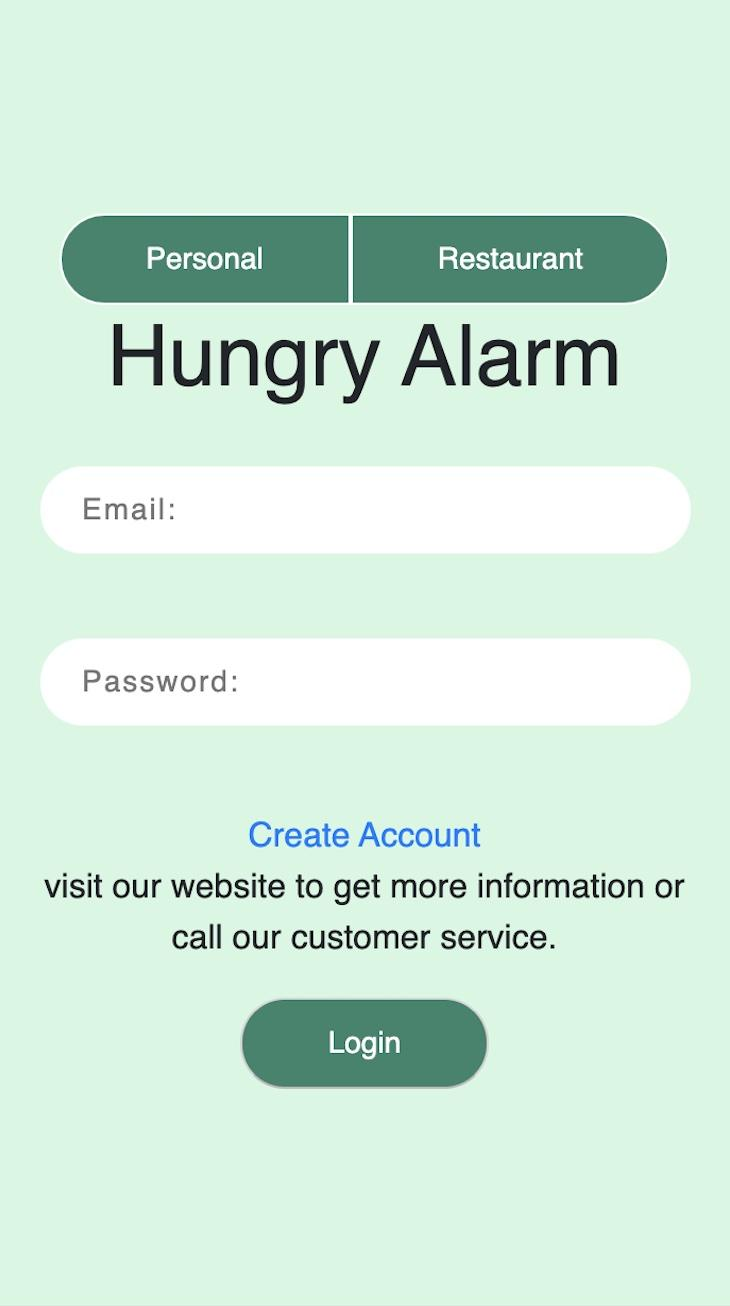 Personal Restaurant
Hungry Alarm
Email:
Password:
Create Account
visit our website to get more information or
call our customer service.
Login